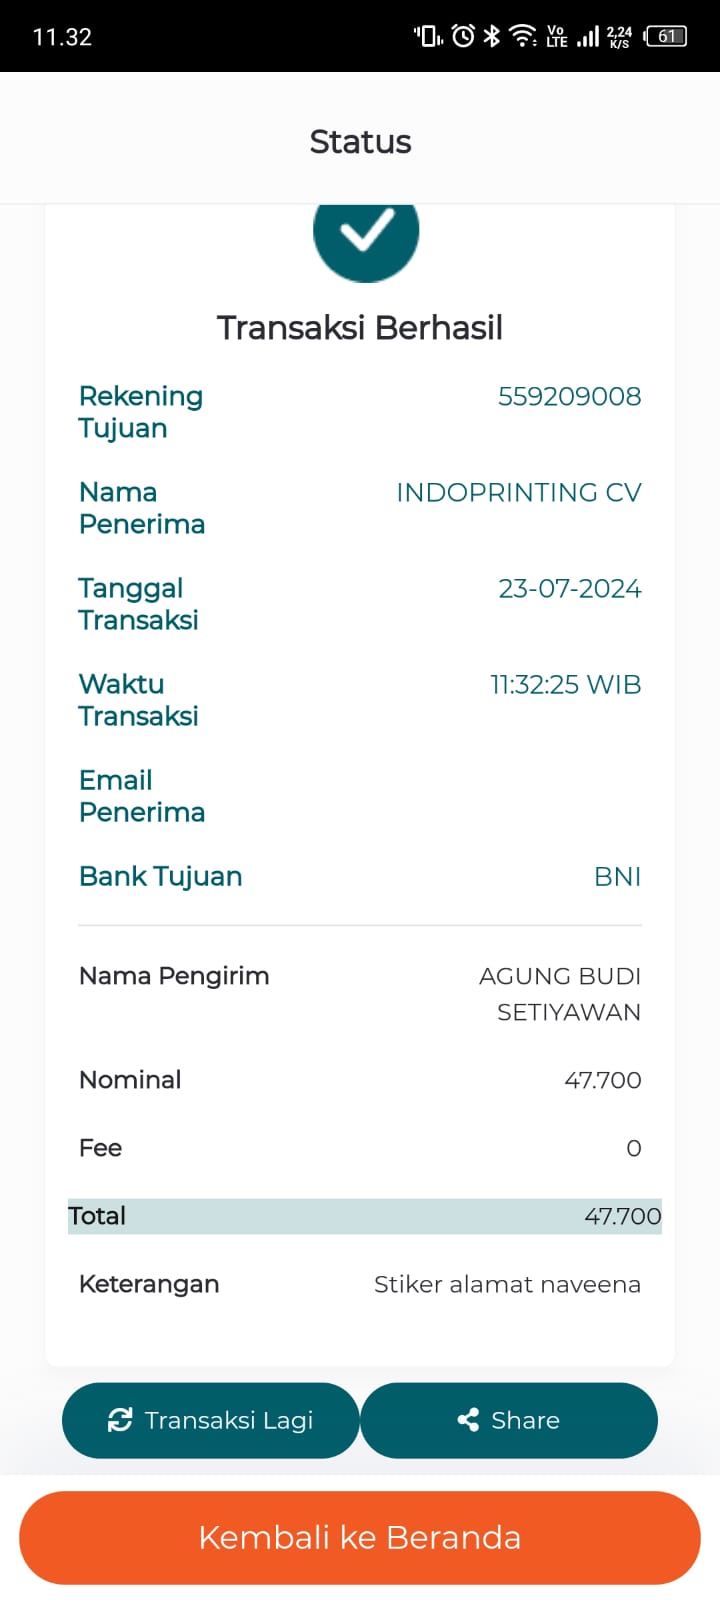 11.32
Vo LTE
2,24 K/S
61
Status
Transaksi Berhasil
Rekening Tujuan 559209008
Nama Penerima INDOPRINTING CV
Tanggal Transaksi 23-07-2024
Waktu Transaksi 11:32:25 WIB
Email Penerima
Bank Tujuan BNI
Nama Pengirim AGUNG BUDI SETIYAWAN
Nominal 47.700
Fee 0
Total 47.700
Keterangan Stiker alamat naveena
Transaksi Lagi
Share
Kembali ke Beranda